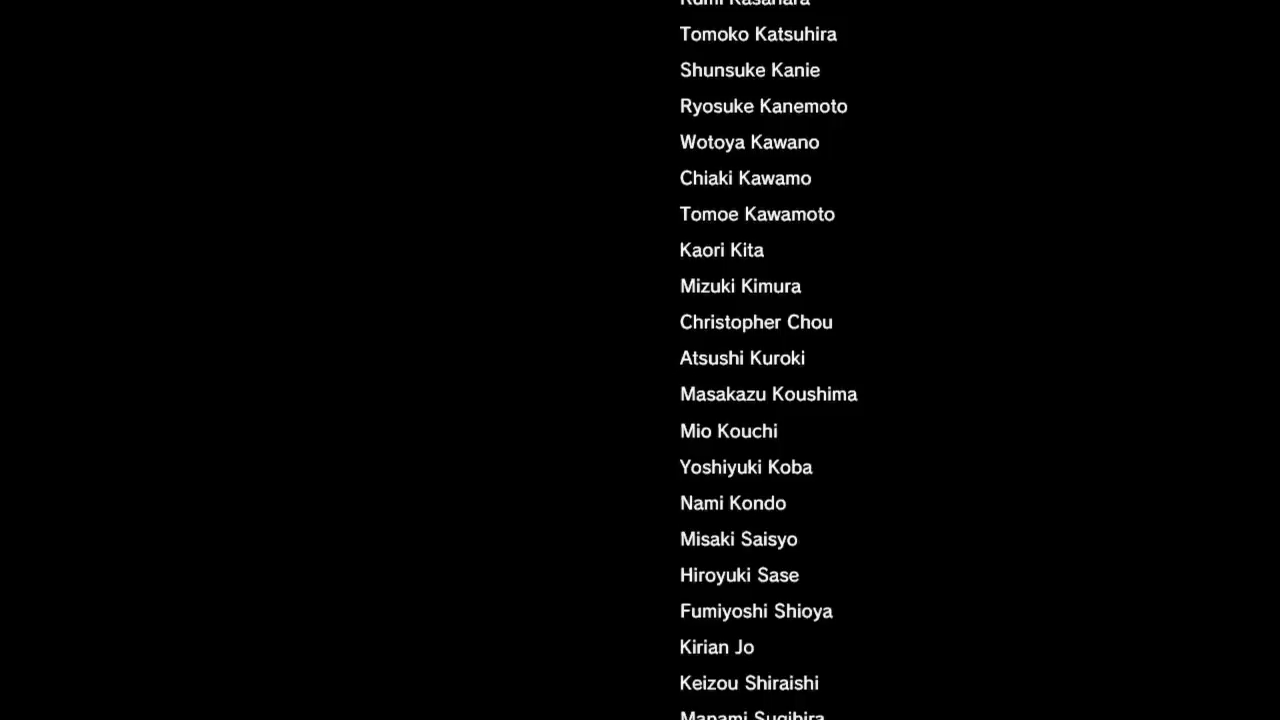 Tomoko Katsuhira
Shunsuke Kanie
Ryosuke Kanemoto
Wotoya Kawano
Chiaki Kawamo
Tomoe Kawamoto
Kaori Kita
Mizuki Kimura
Christopher Chou
Atsushi Kuroki
Masakazu Koushima
Mio Kouchi
Yoshiyuki Koba
Nami Kondo
Misaki Saisyo
Hiroyuki Sase
Fumiyoshi Shioya
Kirian Jo
Keizou Shiraishi